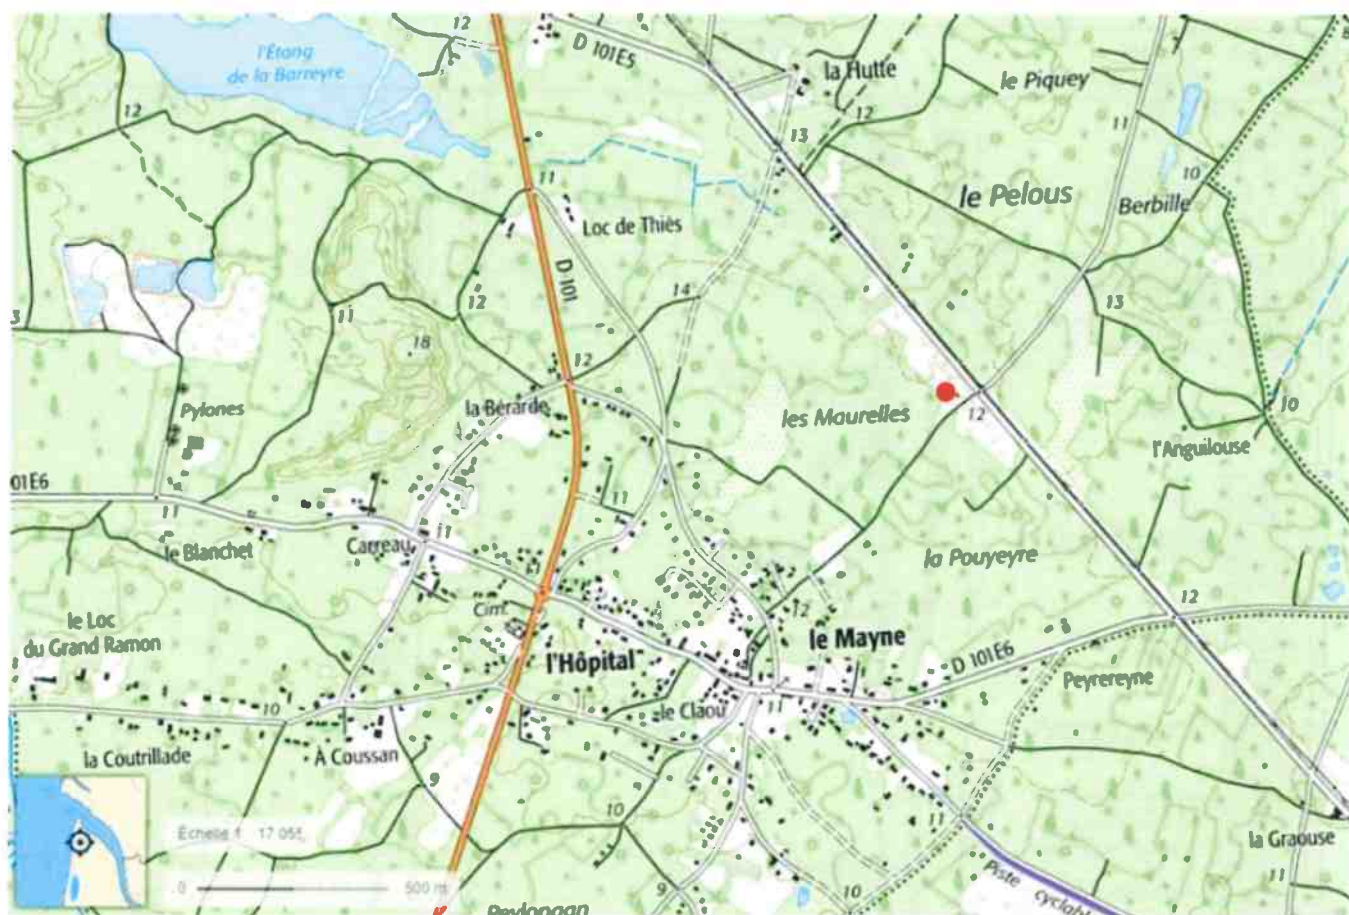 12
D 101E5
l'Étang
de la Barreyre
la Hutte
le Piquey
7
8
12
12
13
11
10
11
le Pelous
Berbille
Loc de Thiès
D 101
14
12
13
3
11
18
12
la Bérarde
Pylones
les Maurelles
12
10
l'Anguilouse
01E6
11
11
le Blanchet
Carreau
11
11
la Pouyeyre
Cim.
12
12
le Loc
du Grand Ramon
l'Hôpital
le Mayne
D 101E6
Peyrereyne
10
le Claou
11
la Coutrillade
À Coussan
9
10
11
Échelle 1 17 055
la Graouse
0
500 m
9
10
Piste
cyclabl
11